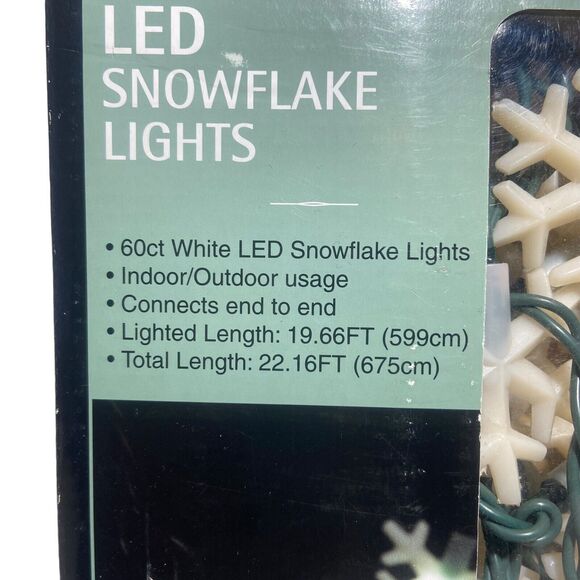 LED
SNOWFLAKE
LIGHTS
• 60ct White LED Snowflake Lights
• Indoor/Outdoor usage
• Connects end to end
• Lighted Length: 19.66FT (599cm)
• Total Length: 22.16FT (675cm)